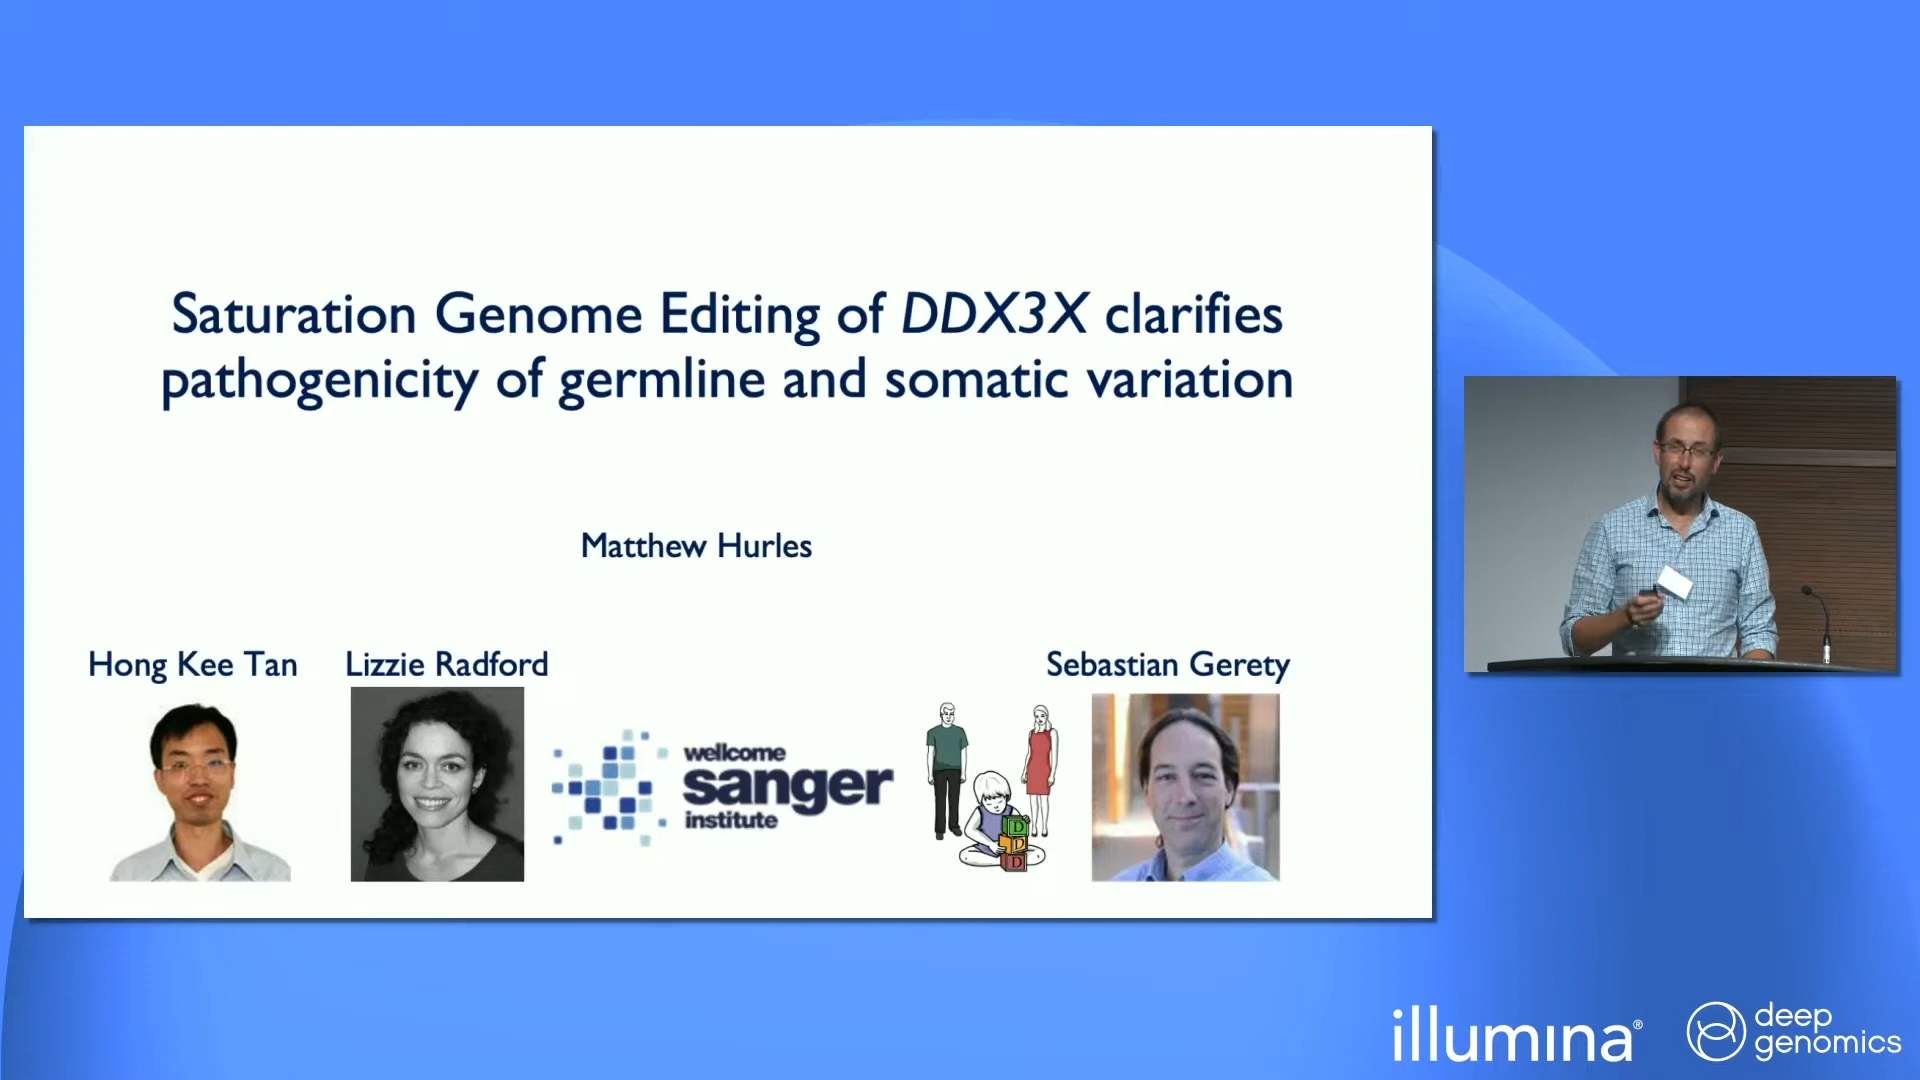 Saturation Genome Editing of DDX3X clarifies
pathogenicity of germline and somatic variation
Matthew Hurles
Hong Kee Tan
Lizzie Radford
Sebastian Gerety
wellcome
sanger
institute
D
D
D
illumina®
deep
genomics